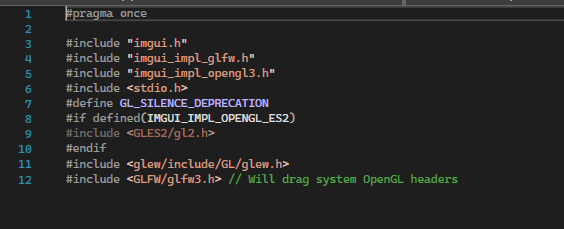 1 #pragma once
2
3 #include "imgui.h"
4 #include "imgui_impl_glfw.h"
5 #include "imgui_impl_opengl3.h"
6 #include <stdio.h>
7 #define GL_SILENCE_DEPRECATION
8 #if defined(IMGUI_IMPL_OPENGL_ES2)
9 #include <GLES2/gl2.h>
10 #endif
11 #include <glew/include/GL/glew.h>
12 #include <GLFW/glfw3.h> // Will drag system OpenGL headers